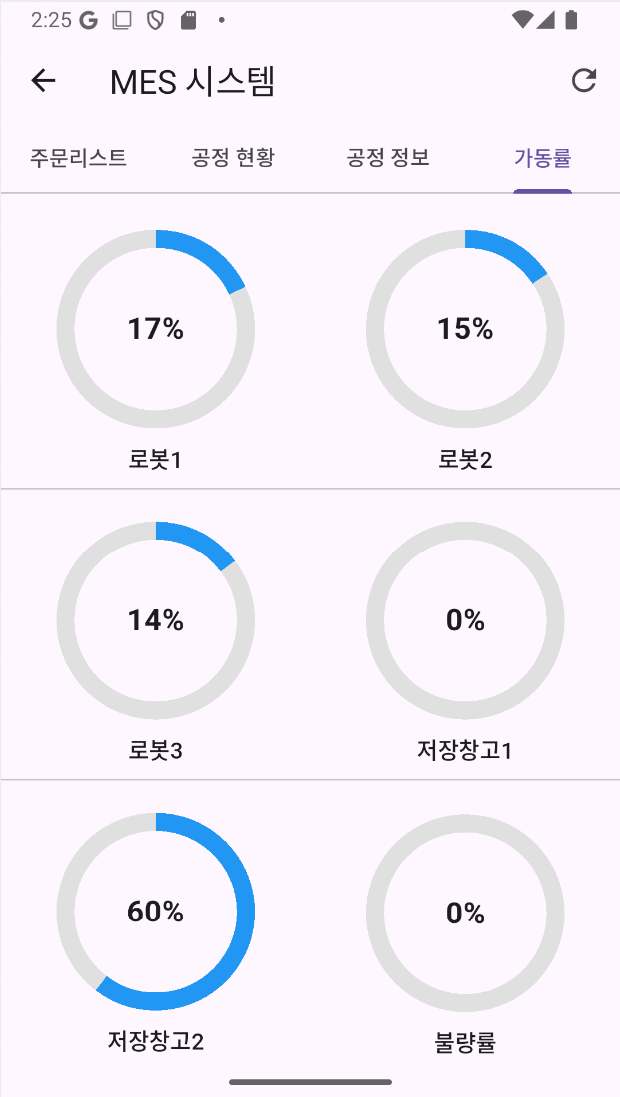 2:25
MES 시스템
주문리스트 공정 현황 공정 정보 가동률
17% 15%
로봇1 로봇2
14% 0%
로봇3 저장창고1
60% 0%
저장창고2 불량률